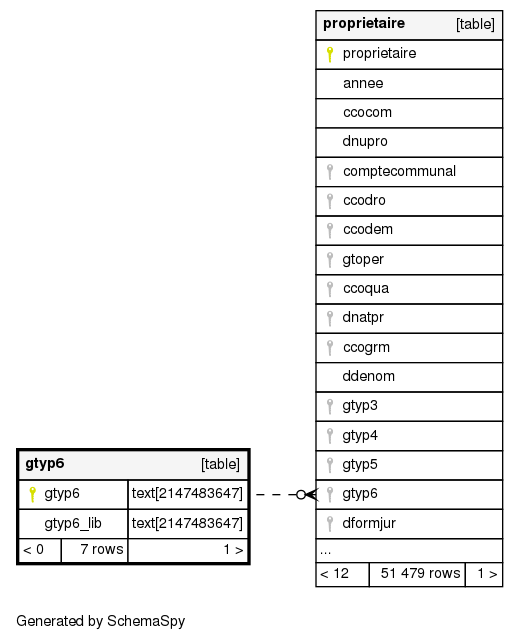 proprietaire [table]
proprietaire
annee
ccocom
dnupro
comptecommunal
ccodro
ccodem
gtoper
ccoqua
dnatpr
ccogrm
ddenom
gtyp3
gtyp4
gtyp5
gtyp6
dformjur
...
< 12 51 479 rows 1 >
gtyp6 [table]
gtyp6 text[2147483647]
gtyp6_lib text[2147483647]
< 0 7 rows 1 >
Generated by SchemaSpy